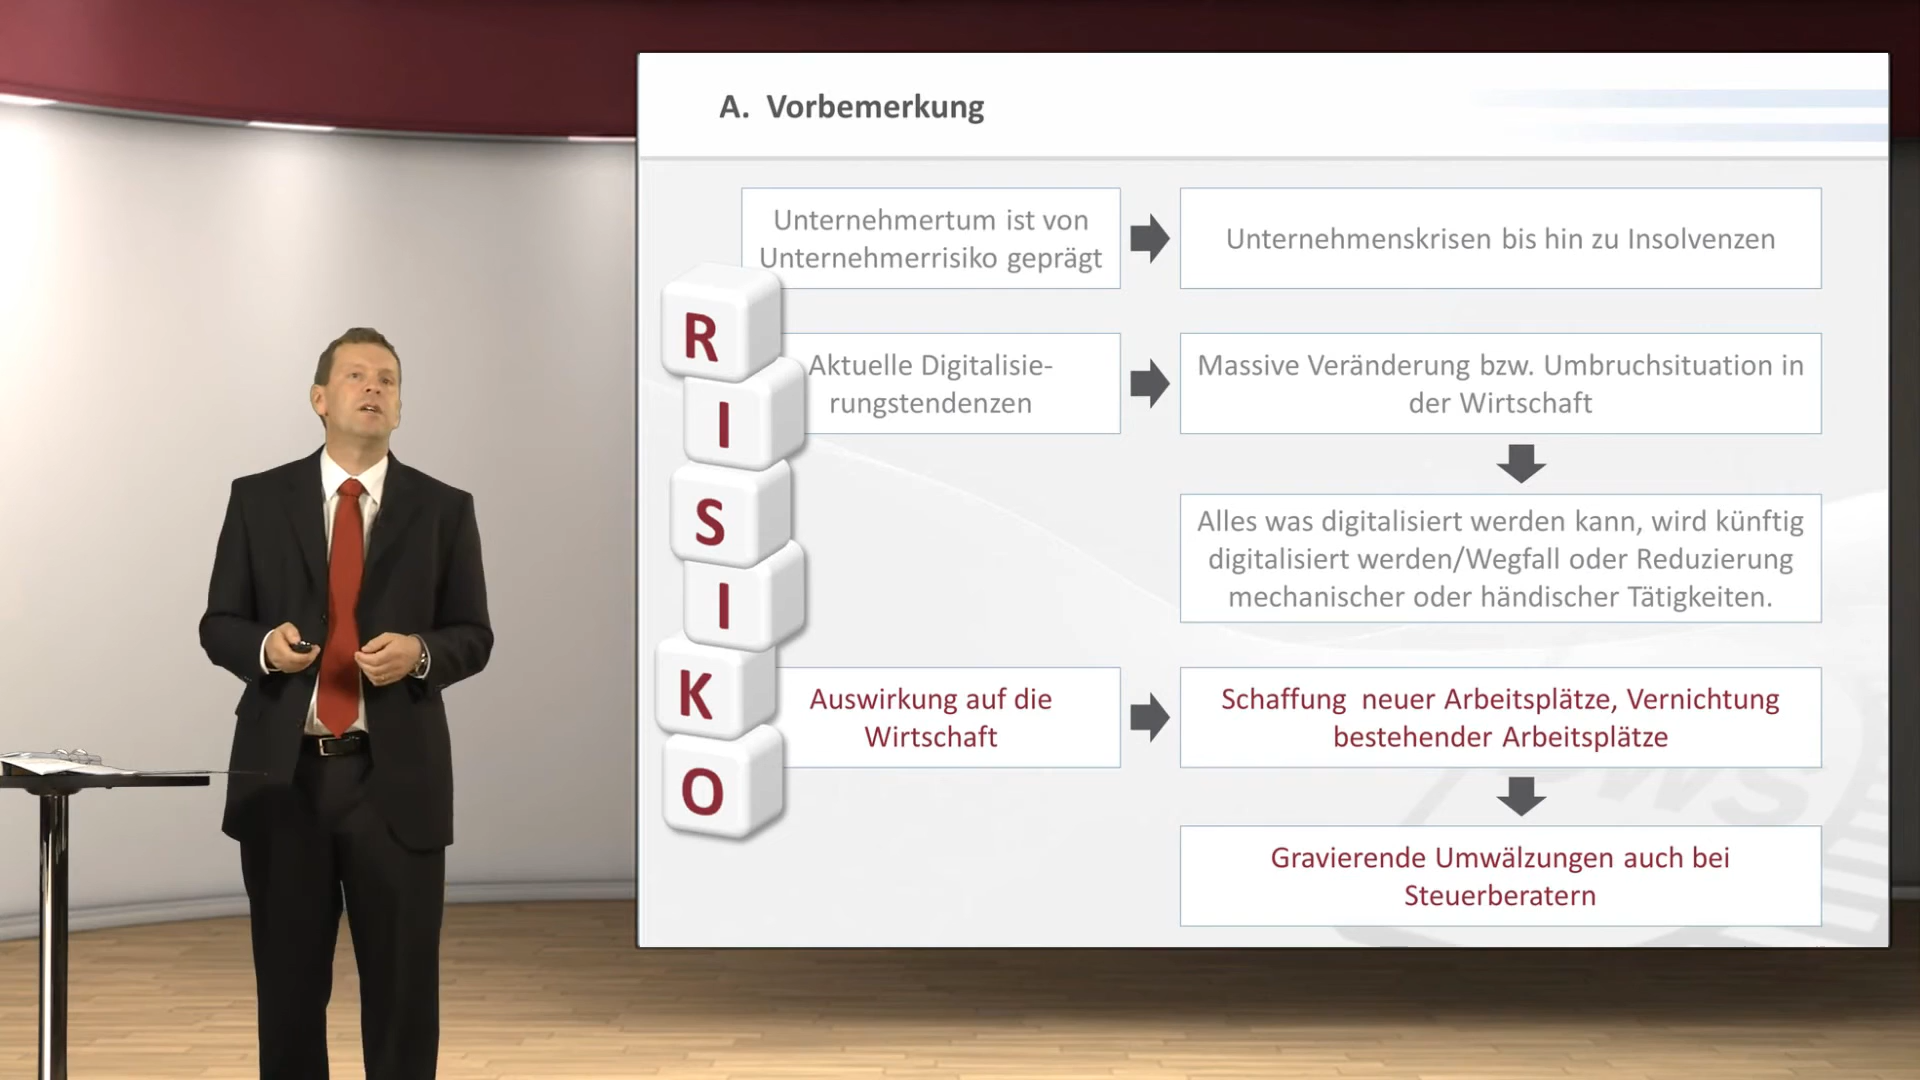 A. Vorbemerkung
Unternehmertum ist von
Unternehmerrisiko geprägt
Unternehmenskrisen bis hin zu Insolvenzen
Aktuelle Digitalisie-
rungstendenzen
Massive Veränderung bzw. Umbruchsituation in
der Wirtschaft
Alles was digitalisiert werden kann, wird künftig
digitalisiert werden/Wegfall oder Reduzierung
mechanischer oder händischer Tätigkeiten.
Auswirkung auf die
Wirtschaft
Schaffung neuer Arbeitsplätze, Vernichtung
bestehender Arbeitsplätze
Gravierende Umwälzungen auch bei
Steuerberatern
R
I
S
I
K
O